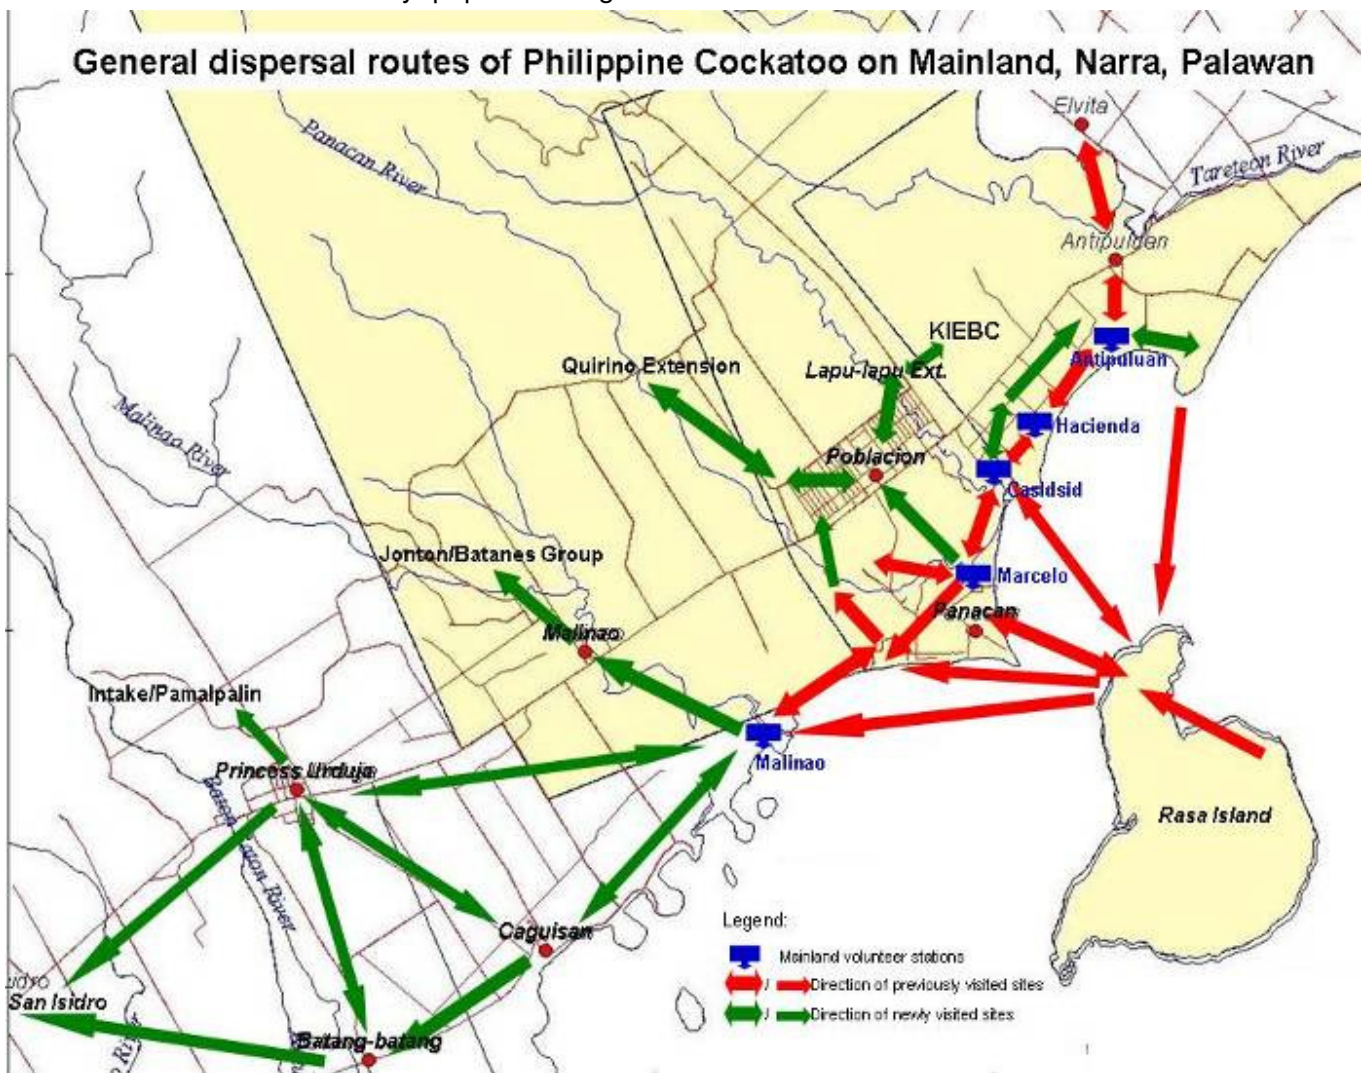 General dispersal routes of Philippine Cockatoo on Mainland, Narra, Palawan
Elvita
Panacan River
Tareteon River
Antipuluan
KIEBC
Quirino Extension
Lapu-lapu Ext.
Antipuluan
Malinao River
Hacienda
Poblacion
Casidsid
Jonton/Batanes Group
Marcelo
Panacan
Malinao
Intake/Pamalpalin
Princess Urduja
Malinao
Rasa Island
River
Caguisan
Legend:
Mainland volunteer stations
/ Direction of previously visited sites
/ Direction of newly visited sites
San Isidro
Batang-batang
River